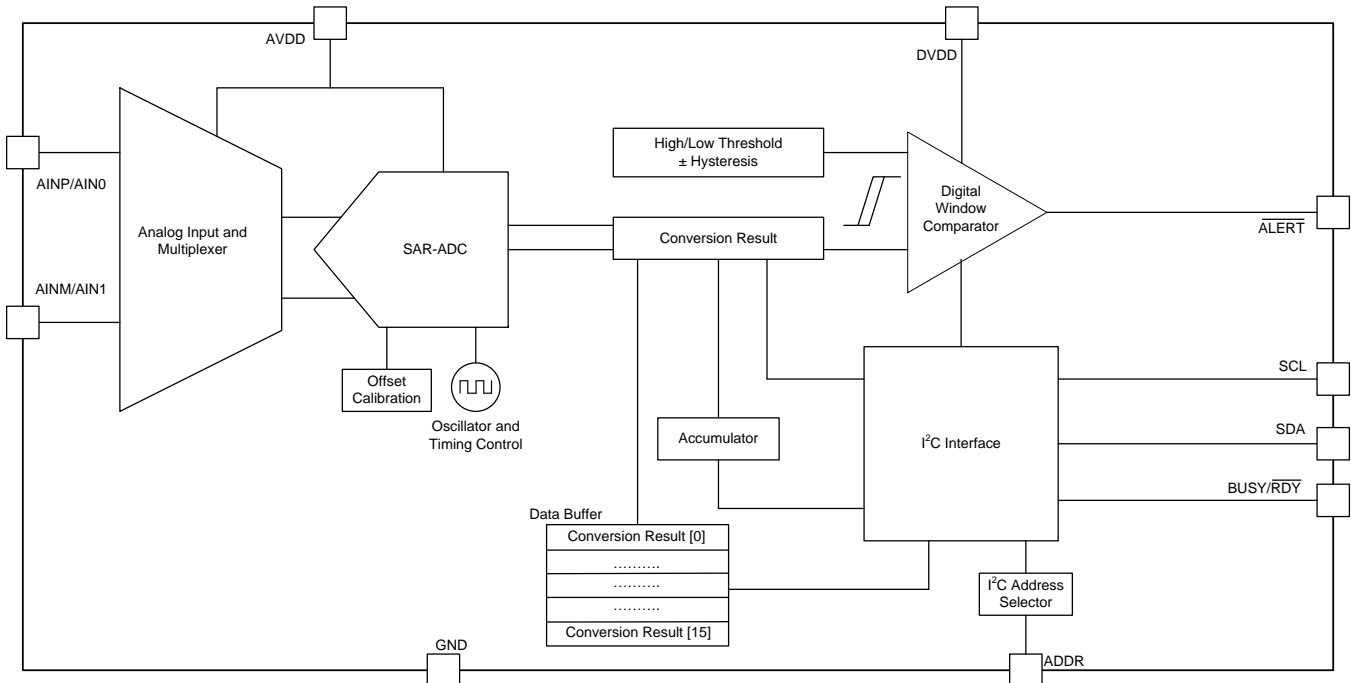 AVDD
DVDD
AINP/AIN0
AINM/AIN1
Analog Input and
Multiplexer
SAR-ADC
Offset
Calibration
Oscillator and
Timing Control
High/Low Threshold
± Hysteresis
Conversion Result
Digital
Window
Comparator
ALERT
Accumulator
I²C Interface
SCL
SDA
BUSY/RDY
Data Buffer
Conversion Result [0]
..........
..........
..........
Conversion Result [15]
I²C Address
Selector
GND
ADDR